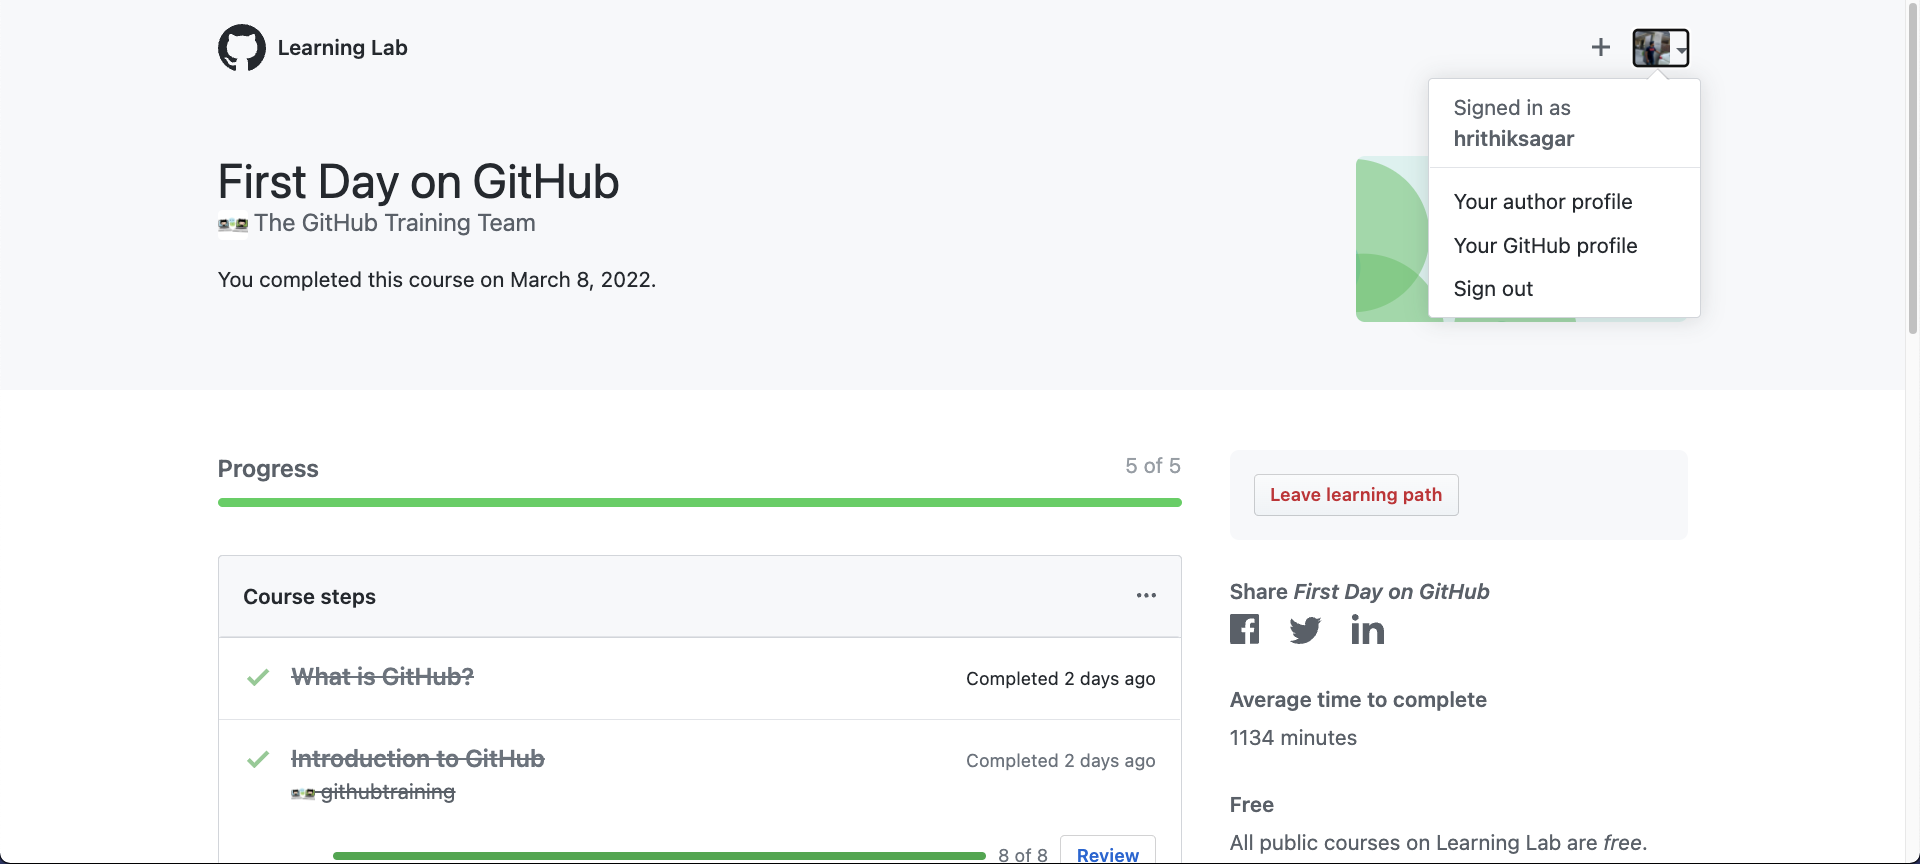 Learning Lab
Signed in as
hrithiksagar
Your author profile
Your GitHub profile
Sign out
First Day on GitHub
The GitHub Training Team
You completed this course on March 8, 2022.
Progress
5 of 5
Leave learning path
Course steps
What is GitHub?
Completed 2 days ago
Introduction to GitHub
Completed 2 days ago
githubtraining
8 of 8
Review
Share First Day on GitHub
Average time to complete
1134 minutes
Free
All public courses on Learning Lab are free.